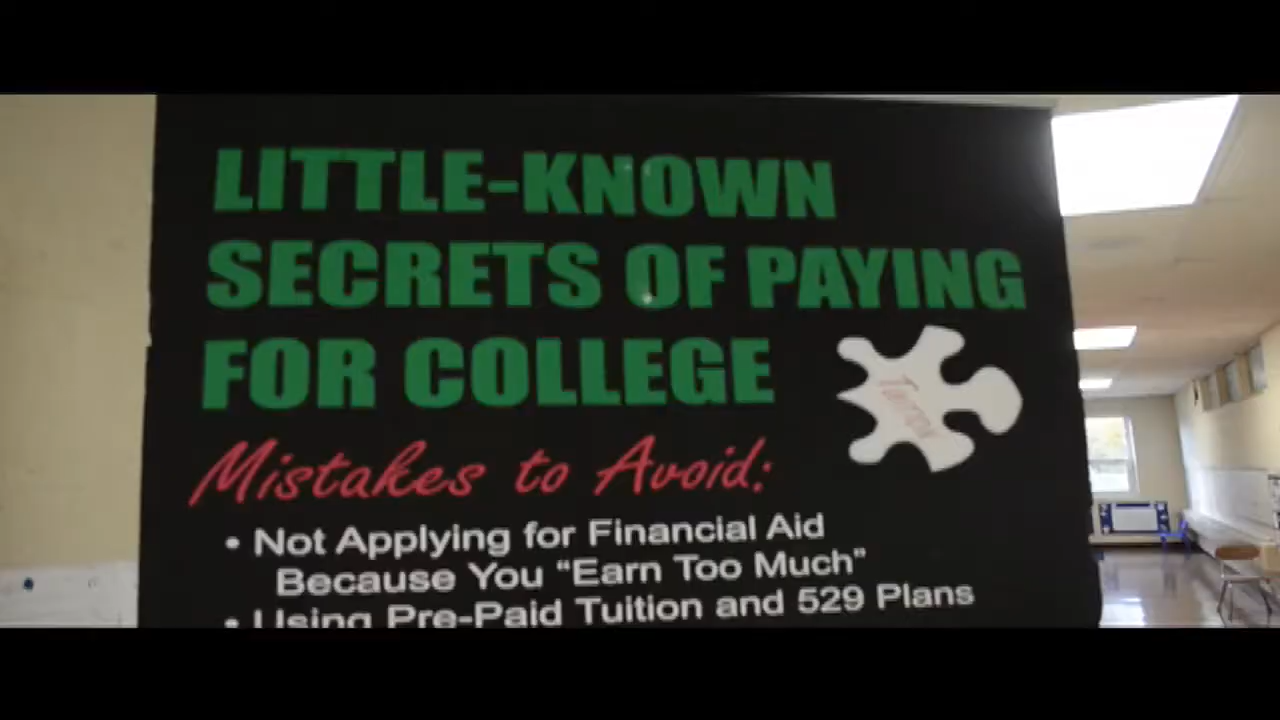 LITTLE-KNOWN
SECRETS OF PAYING
FOR COLLEGE
Tuition
Mistakes to Avoid:
• Not Applying for Financial Aid
Because You “Earn Too Much”
• Using Pre-Paid Tuition and 529 Plans